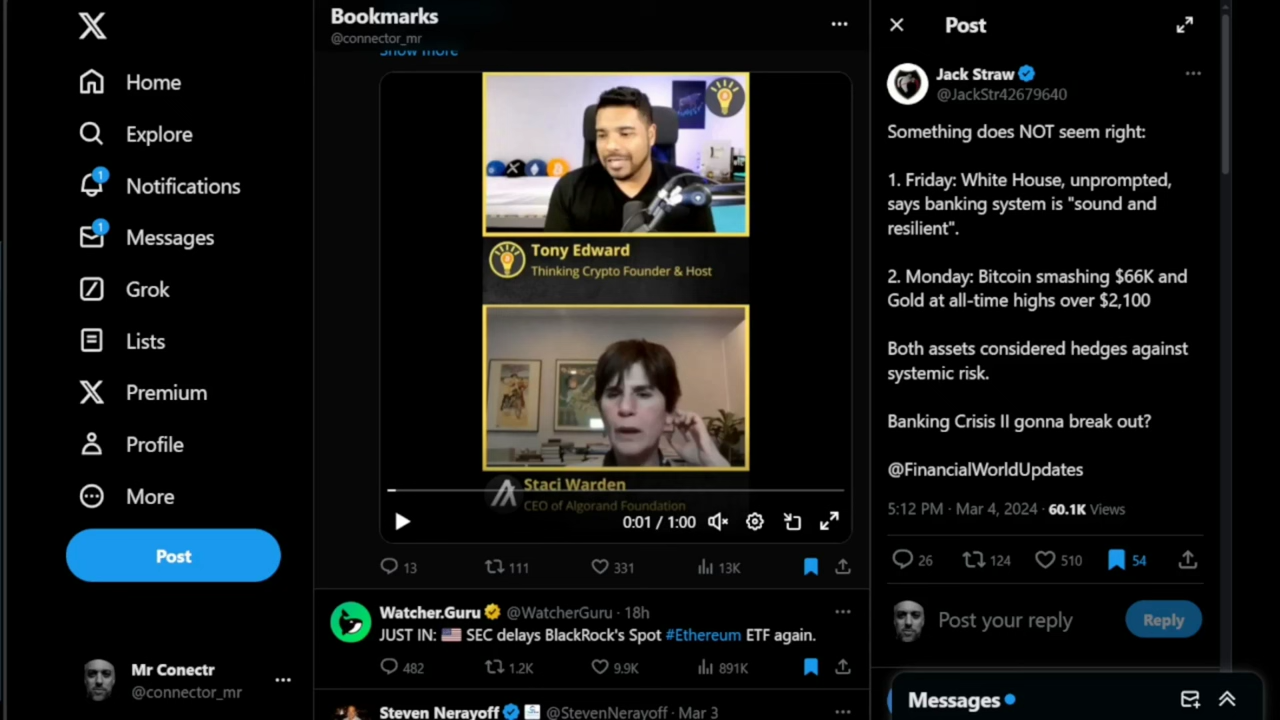 Home
Explore
1
Notifications
1
Messages
Grok
Lists
Premium
Profile
More
Post
Mr Conectr
@connector_mr
Bookmarks
@connector_mr
Show more
Tony Edward
Thinking Crypto Founder & Host
Staci Warden
CEO of Algorand Foundation
0:01 / 1:00
13
111
331
13K
Watcher.Guru @WatcherGuru · 18h
JUST IN: 🇺🇸 SEC delays BlackRock's Spot #Ethereum ETF again.
482
1.2K
9.9K
891K
Steven Nerayoff @StevenNerayoff · Mar 3
Post
Jack Straw
@JackStr42679640
Something does NOT seem right:
1. Friday: White House, unprompted,
says banking system is "sound and
resilient".
2. Monday: Bitcoin smashing $66K and
Gold at all-time highs over $2,100
Both assets considered hedges against
systemic risk.
Banking Crisis II gonna break out?
@FinancialWorldUpdates
5:12 PM · Mar 4, 2024 · 60.1K Views
26
124
510
54
Post your reply
Reply
Messages